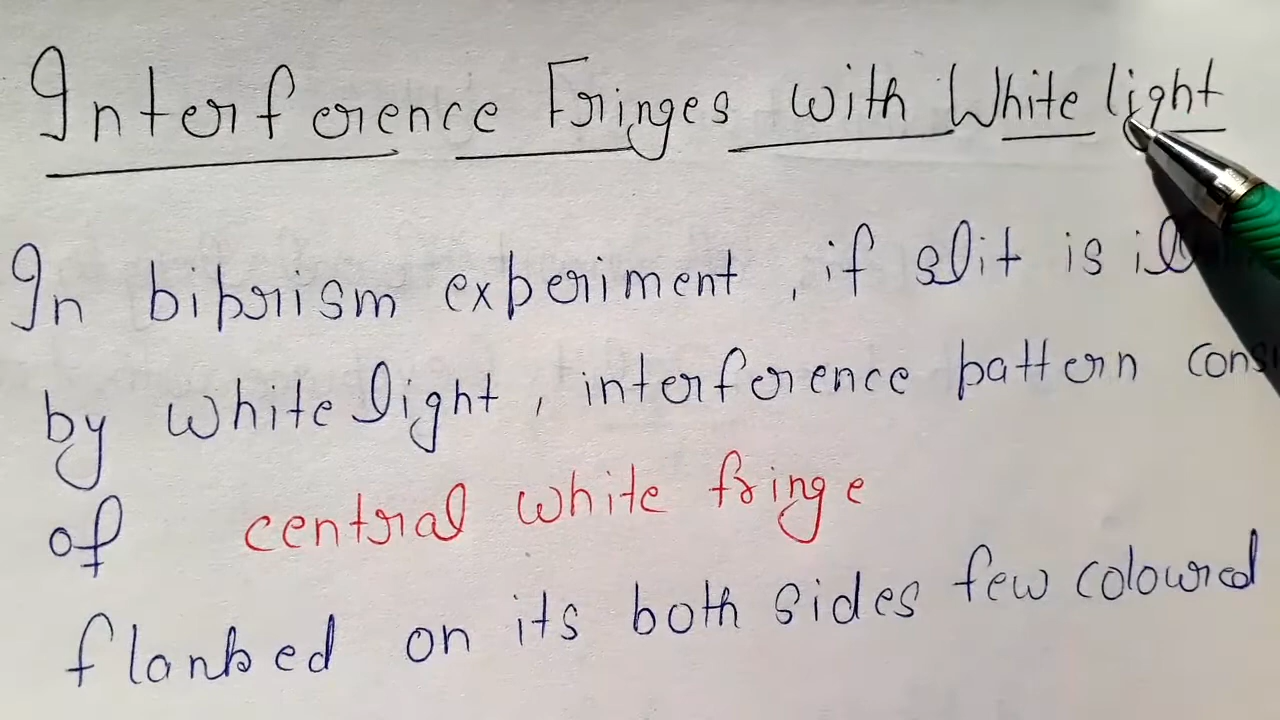 Interference Fringes with White light
In biprism experiment, if slit is
by white light, interference pattern
of central white fringe
flanked on its both sides few coloured